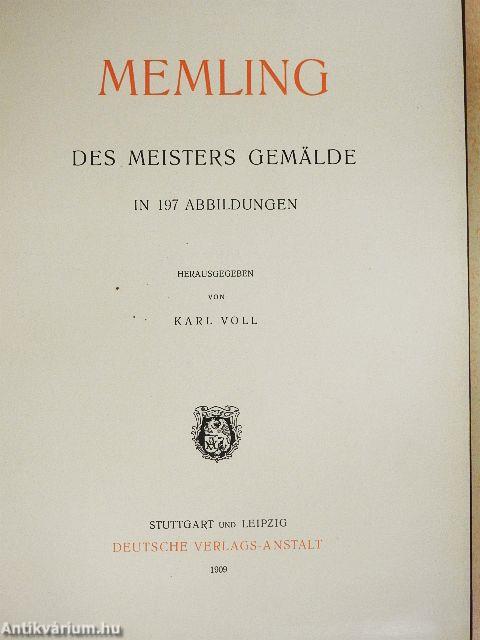 MEMLING
DES MEISTERS GEMÄLDE
IN 197 ABBILDUNGEN
HERAUSGEGEBEN
VON
KARL VOLL
STUTTGART UND LEIPZIG
DEUTSCHE VERLAGS-ANSTALT
1909
Antikvárium.hu